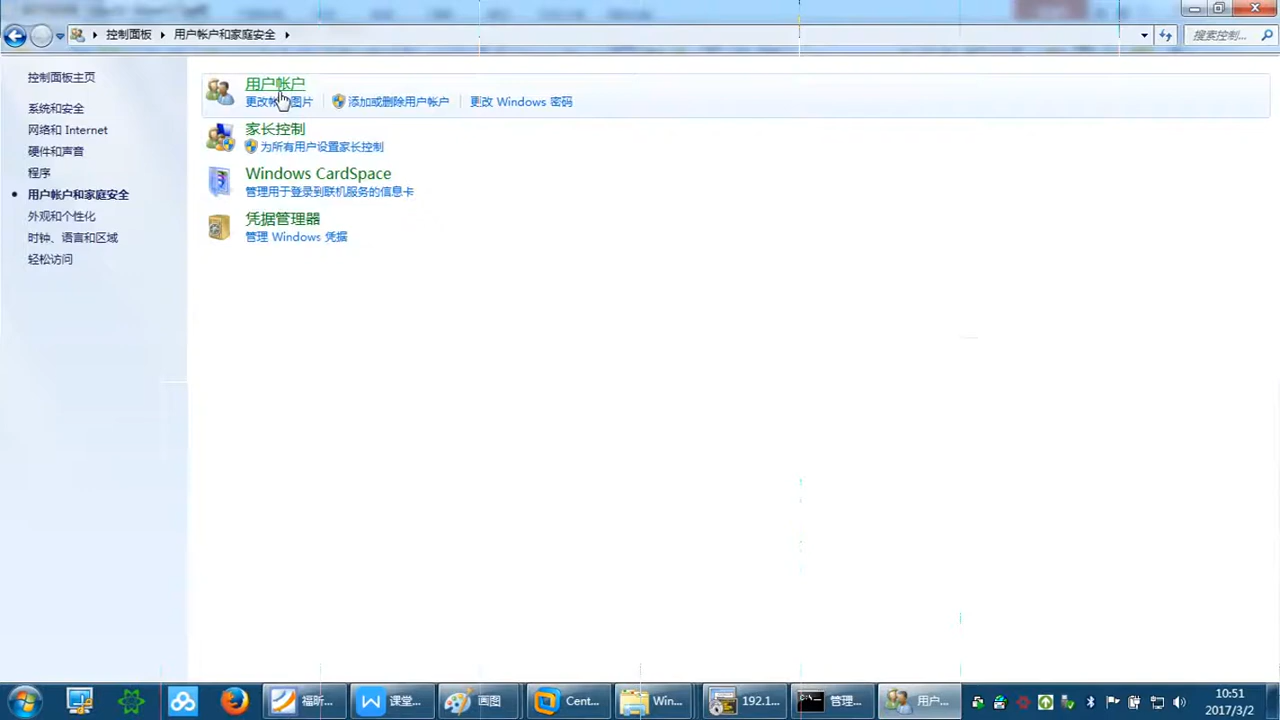 控制面板
用户帐户和家庭安全
搜索控...
控制面板主页
系统和安全
网络和 Internet
硬件和声音
程序
用户帐户和家庭安全
外观和个性化
时钟、语言和区域
轻松访问
用户帐户
更改帐 图片
添加或删除用户帐户
更改 Windows 密码
家长控制
为所有用户设置家长控制
Windows CardSpace
管理用于登录到联机服务的信息卡
凭据管理器
管理 Windows 凭据
福昕...
课堂...
画图
Cent...
Win...
192.1...
管理...
用户...
10:51
2017/3/2